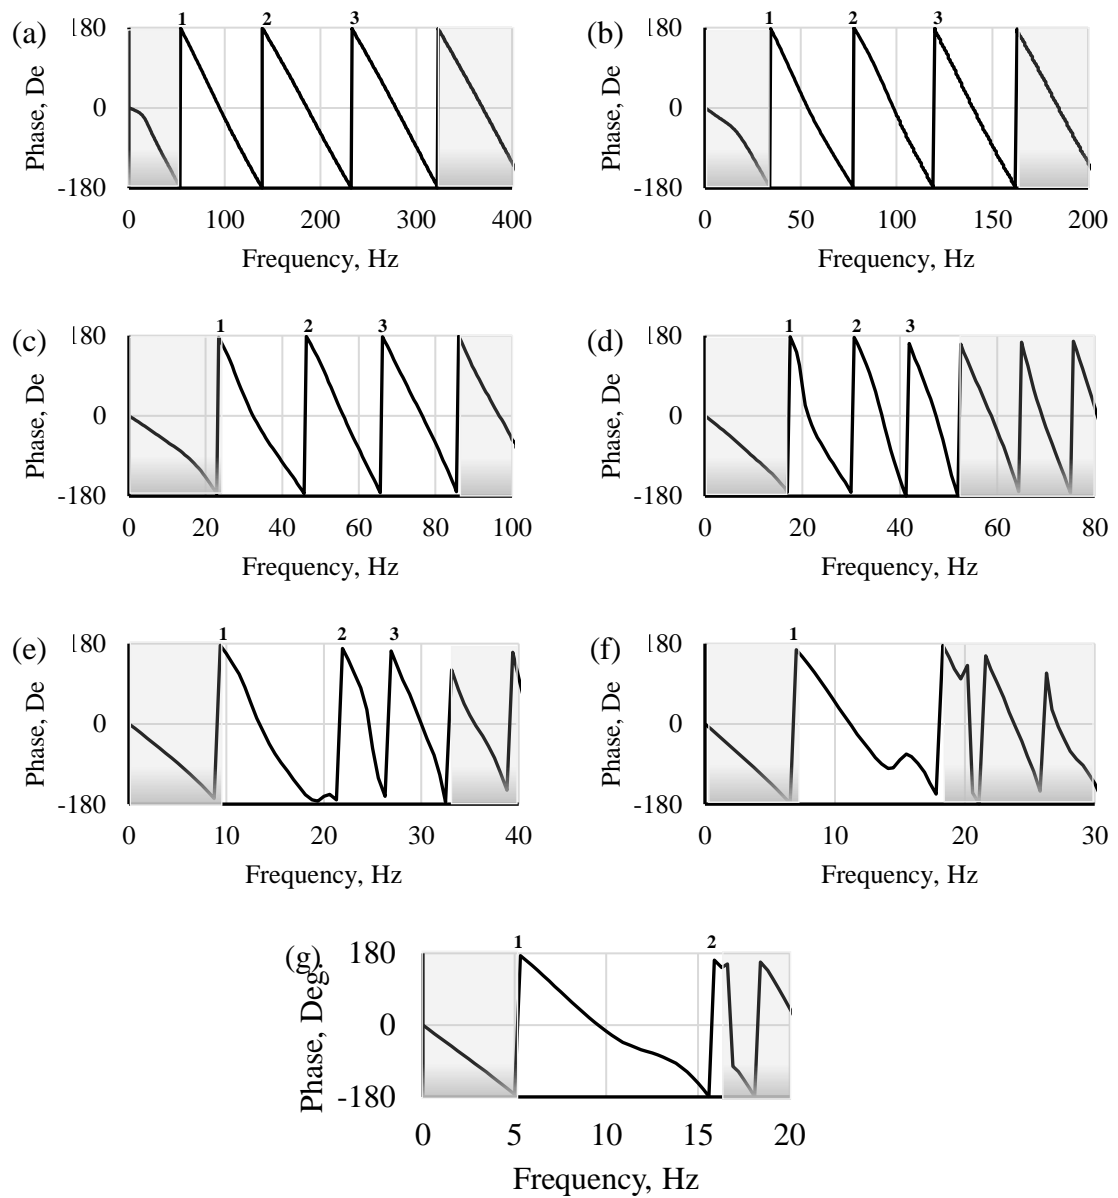 (a)
180
0
-180
Phase, De
1 2 3
0 100 200 300 400
Frequency, Hz
(b)
180
0
-180
Phase, De
1 2 3
0 50 100 150 200
Frequency, Hz
(c)
180
0
-180
Phase, De
1 2 3
0 20 40 60 80 100
Frequency, Hz
(d)
180
0
-180
Phase, De
1 2 3
0 20 40 60 80
Frequency, Hz
(e)
180
0
-180
Phase, De
1 2 3
0 10 20 30 40
Frequency, Hz
(f)
180
0
-180
Phase, De
1
0 10 20 30
Frequency, Hz
(g)
180
0
-180
Phase, Deg.
1 2
0 5 10 15 20
Frequency, Hz